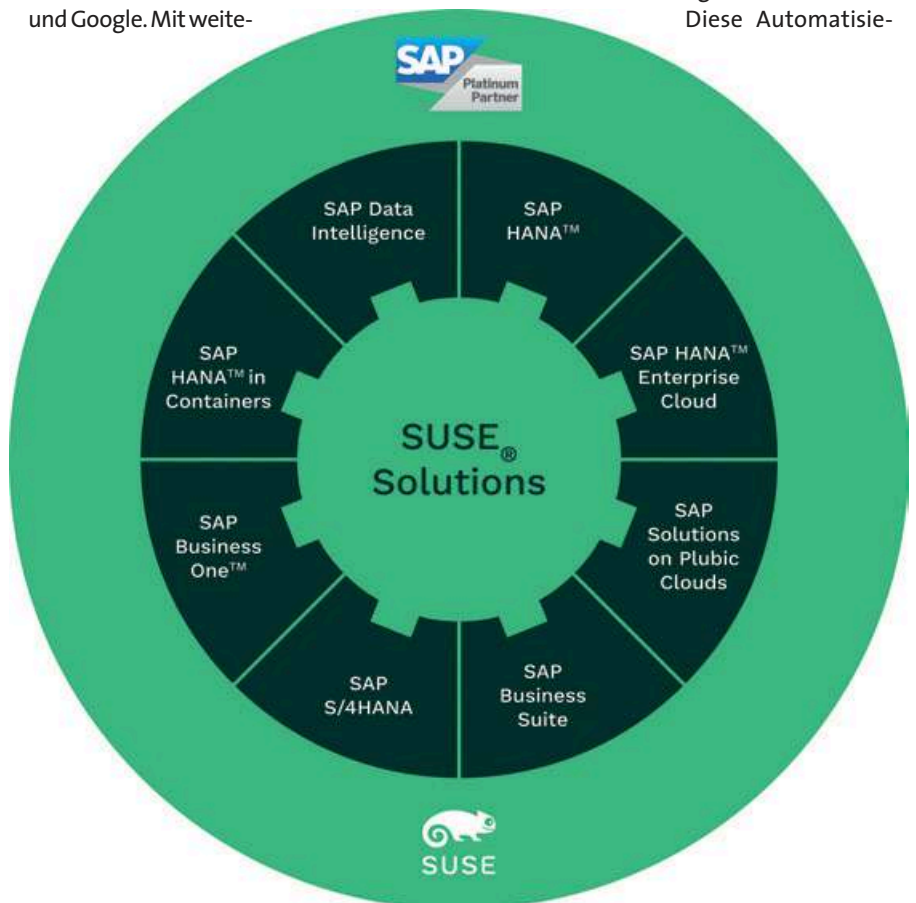 und Google. Mit weite-
Diese Automatisie-
SAP
Platinum
Partner
SAP Data
Intelligence
SAP
HANA™
SAP HANA™
Enterprise
Cloud
SAP
Solutions
on Plubic
Clouds
SAP
Business
Suite
SAP
S/4HANA
SAP
Business
One™
SAP
HANA™ in
Containers
SUSE®
Solutions
SUSE